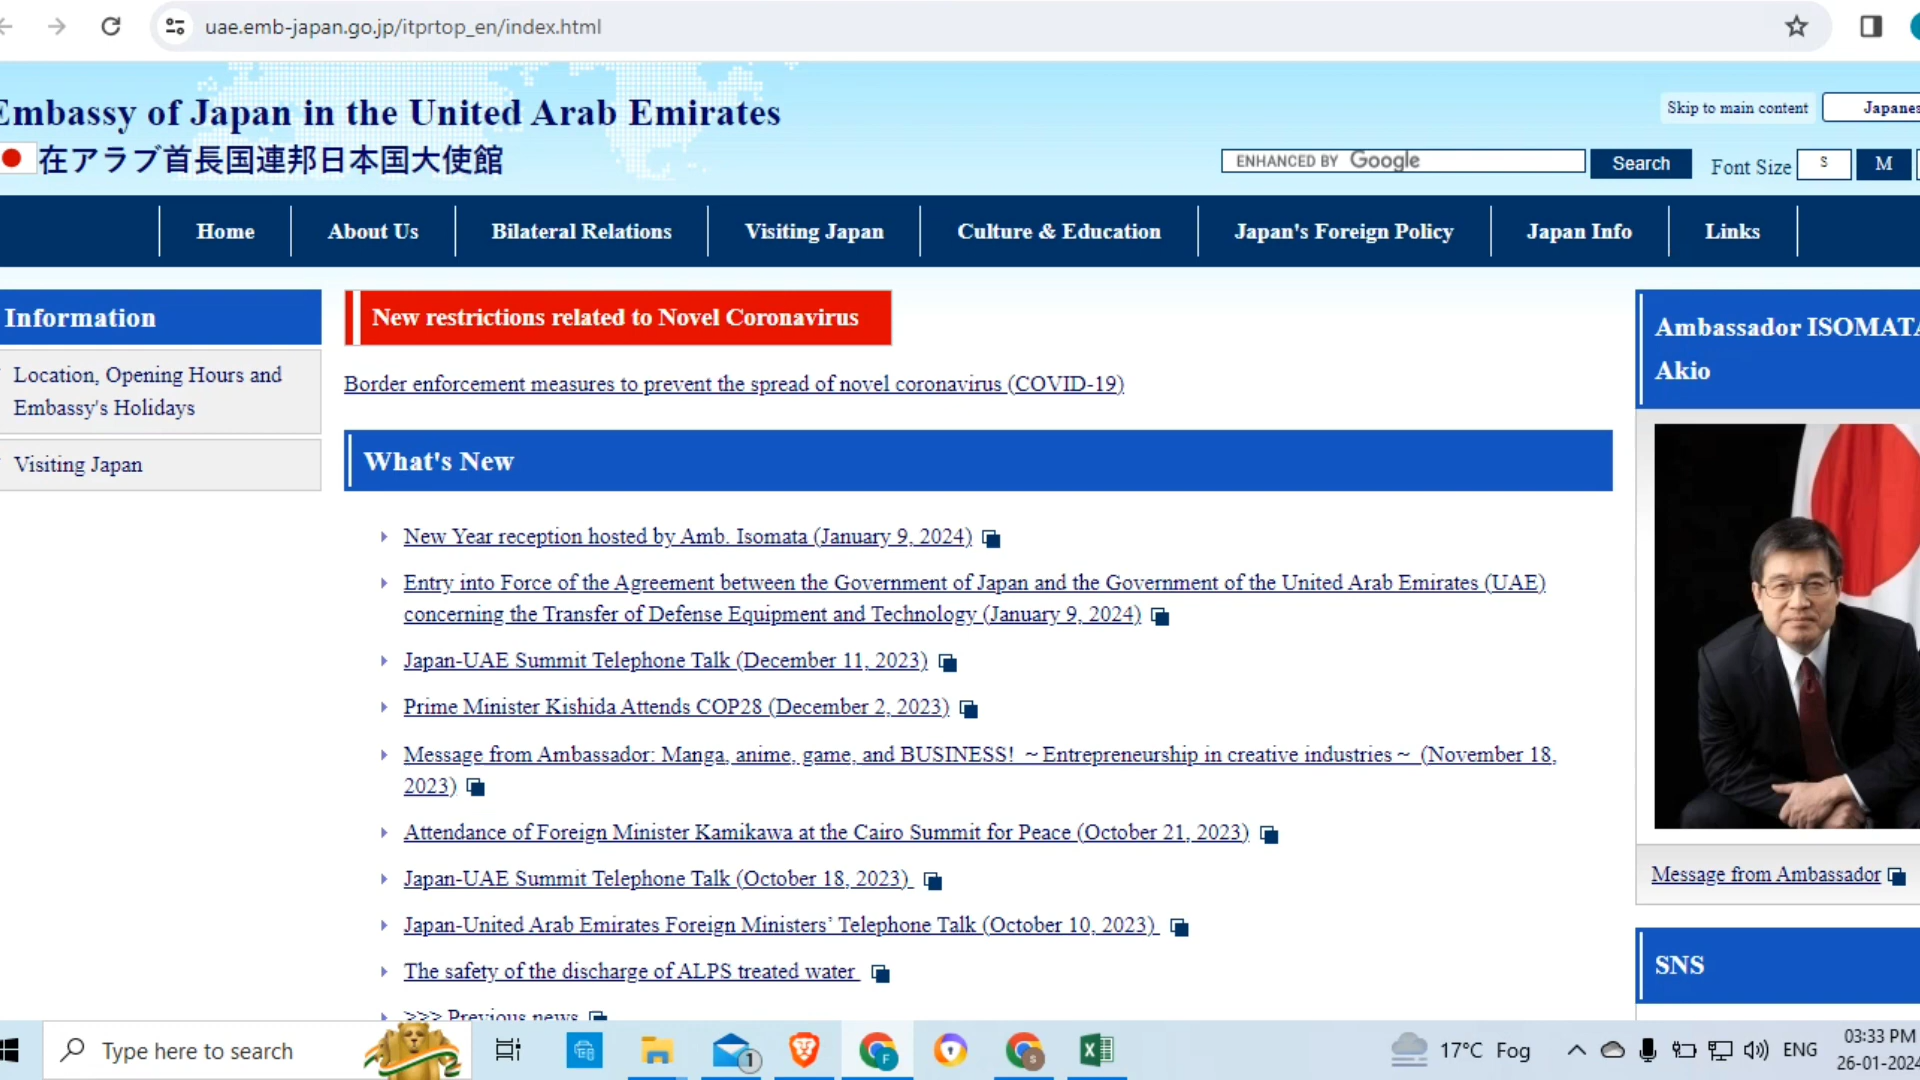 uae.emb-japan.go.jp/itprtop_en/index.html
Embassy of Japan in the United Arab Emirates
在アラブ首長国連邦日本国大使館
Skip to main content
Japanes
ENHANCED BY Google
Search
Font Size
S
M
Home
About Us
Bilateral Relations
Visiting Japan
Culture & Education
Japan's Foreign Policy
Japan Info
Links
Information
Location, Opening Hours and
Embassy's Holidays
Visiting Japan
New restrictions related to Novel Coronavirus
Border enforcement measures to prevent the spread of novel coronavirus (COVID-19)
What's New
New Year reception hosted by Amb. Isomata (January 9, 2024)
Entry into Force of the Agreement between the Government of Japan and the Government of the United Arab Emirates (UAE)
concerning the Transfer of Defense Equipment and Technology (January 9, 2024)
Japan-UAE Summit Telephone Talk (December 11, 2023)
Prime Minister Kishida Attends COP28 (December 2, 2023)
Message from Ambassador: Manga, anime, game, and BUSINESS! ～Entrepreneurship in creative industries～ (November 18,
2023)
Attendance of Foreign Minister Kamikawa at the Cairo Summit for Peace (October 21, 2023)
Japan-UAE Summit Telephone Talk (October 18, 2023)
Japan-United Arab Emirates Foreign Ministers’ Telephone Talk (October 10, 2023)
The safety of the discharge of ALPS treated water
>>> Previous news
Ambassador ISOMATA
Akio
Message from Ambassador
SNS
Type here to search
1
F
S
17°C Fog
ENG
03:33 PM
26-01-2024